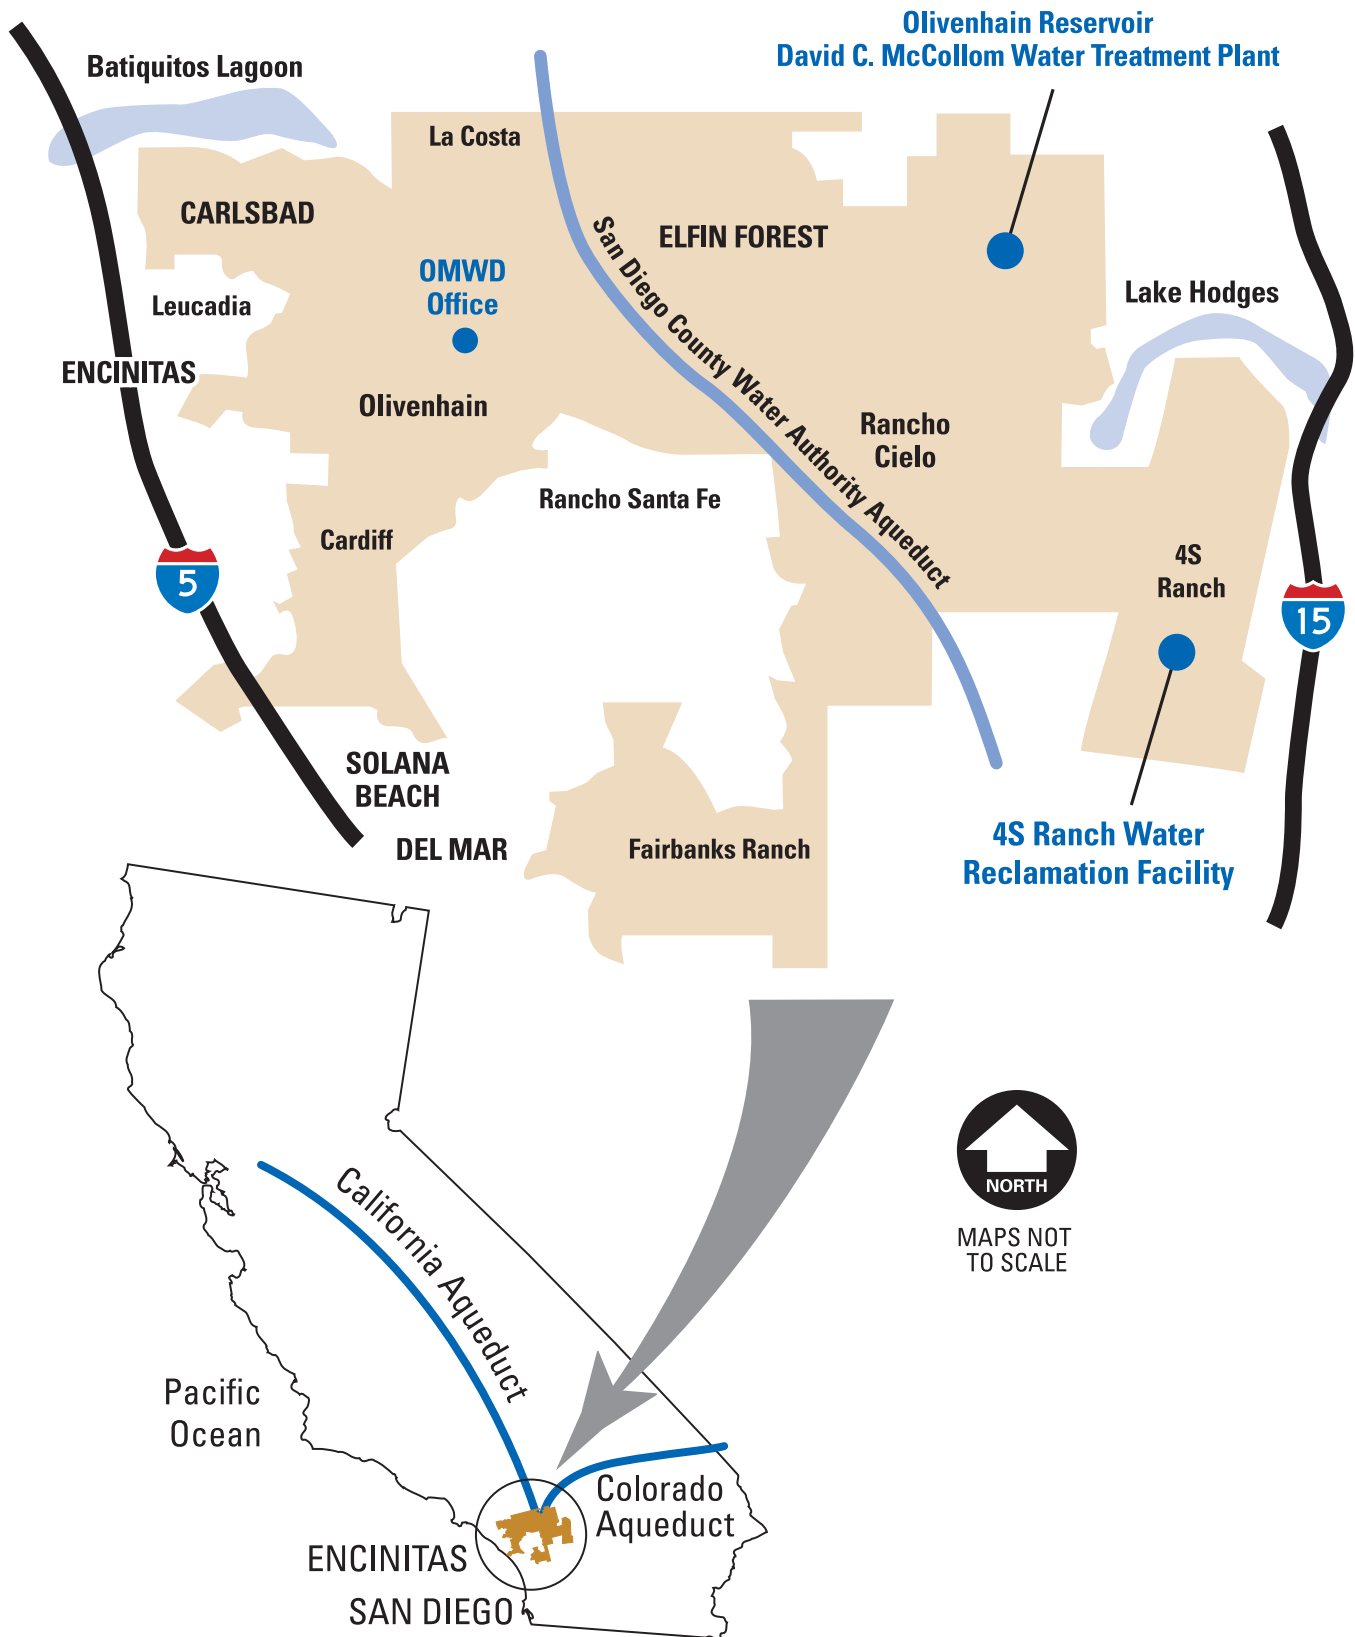 Olivenhain Reservoir
David C. McCollom Water Treatment Plant
Batiquitos Lagoon
La Costa
CARLSBAD
ELFIN FOREST
San Diego County Water Authority Aqueduct
OMWD
Office
Leucadia
Lake Hodges
ENCINITAS
Olivenhain
Rancho
Cielo
Rancho Santa Fe
Cardiff
4S
Ranch
5
15
SOLANA
BEACH
DEL MAR
Fairbanks Ranch
4S Ranch Water
Reclamation Facility
California Aqueduct
NORTH
MAPS NOT
TO SCALE
Pacific
Ocean
Colorado
Aqueduct
ENCINITAS
SAN DIEGO